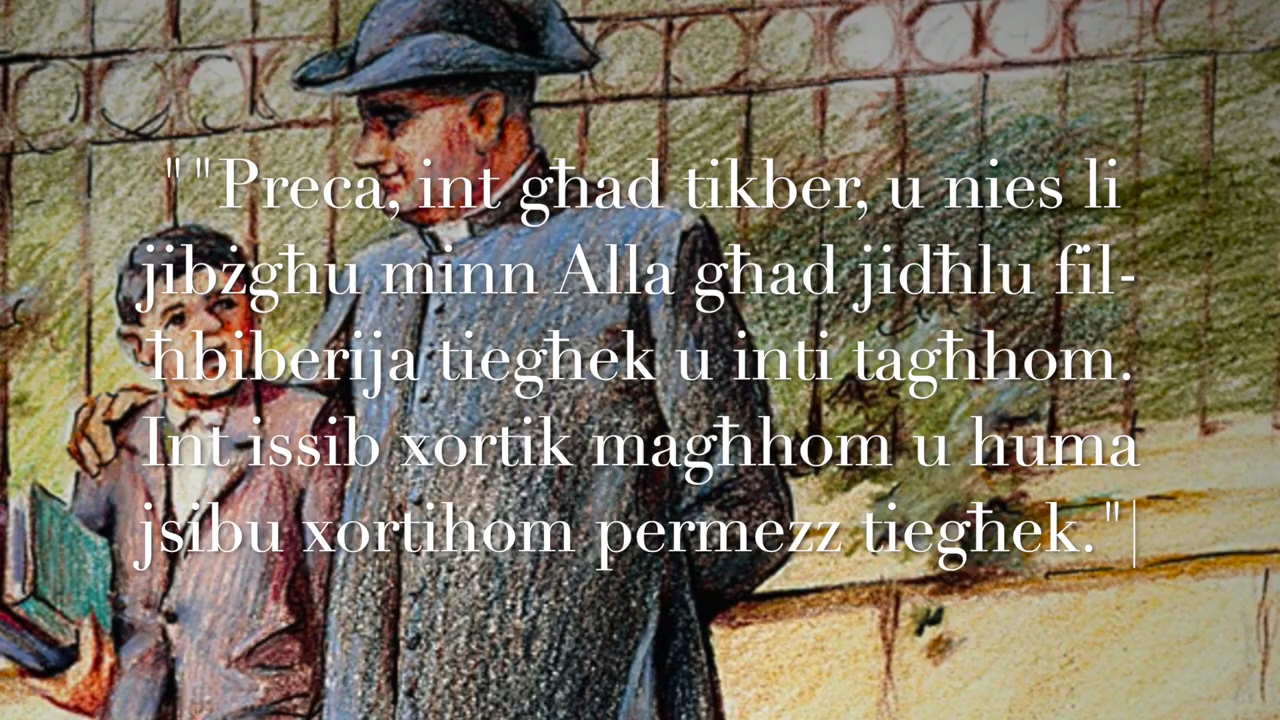 ""Preca, int għad tikber, u nies li
jibżgħu minn Alla għad jidħlu fil-
ħbiberija tiegħek u inti tagħhom.
Int issib xortik magħhom u huma
jsibu xortihom permezz tiegħek."|